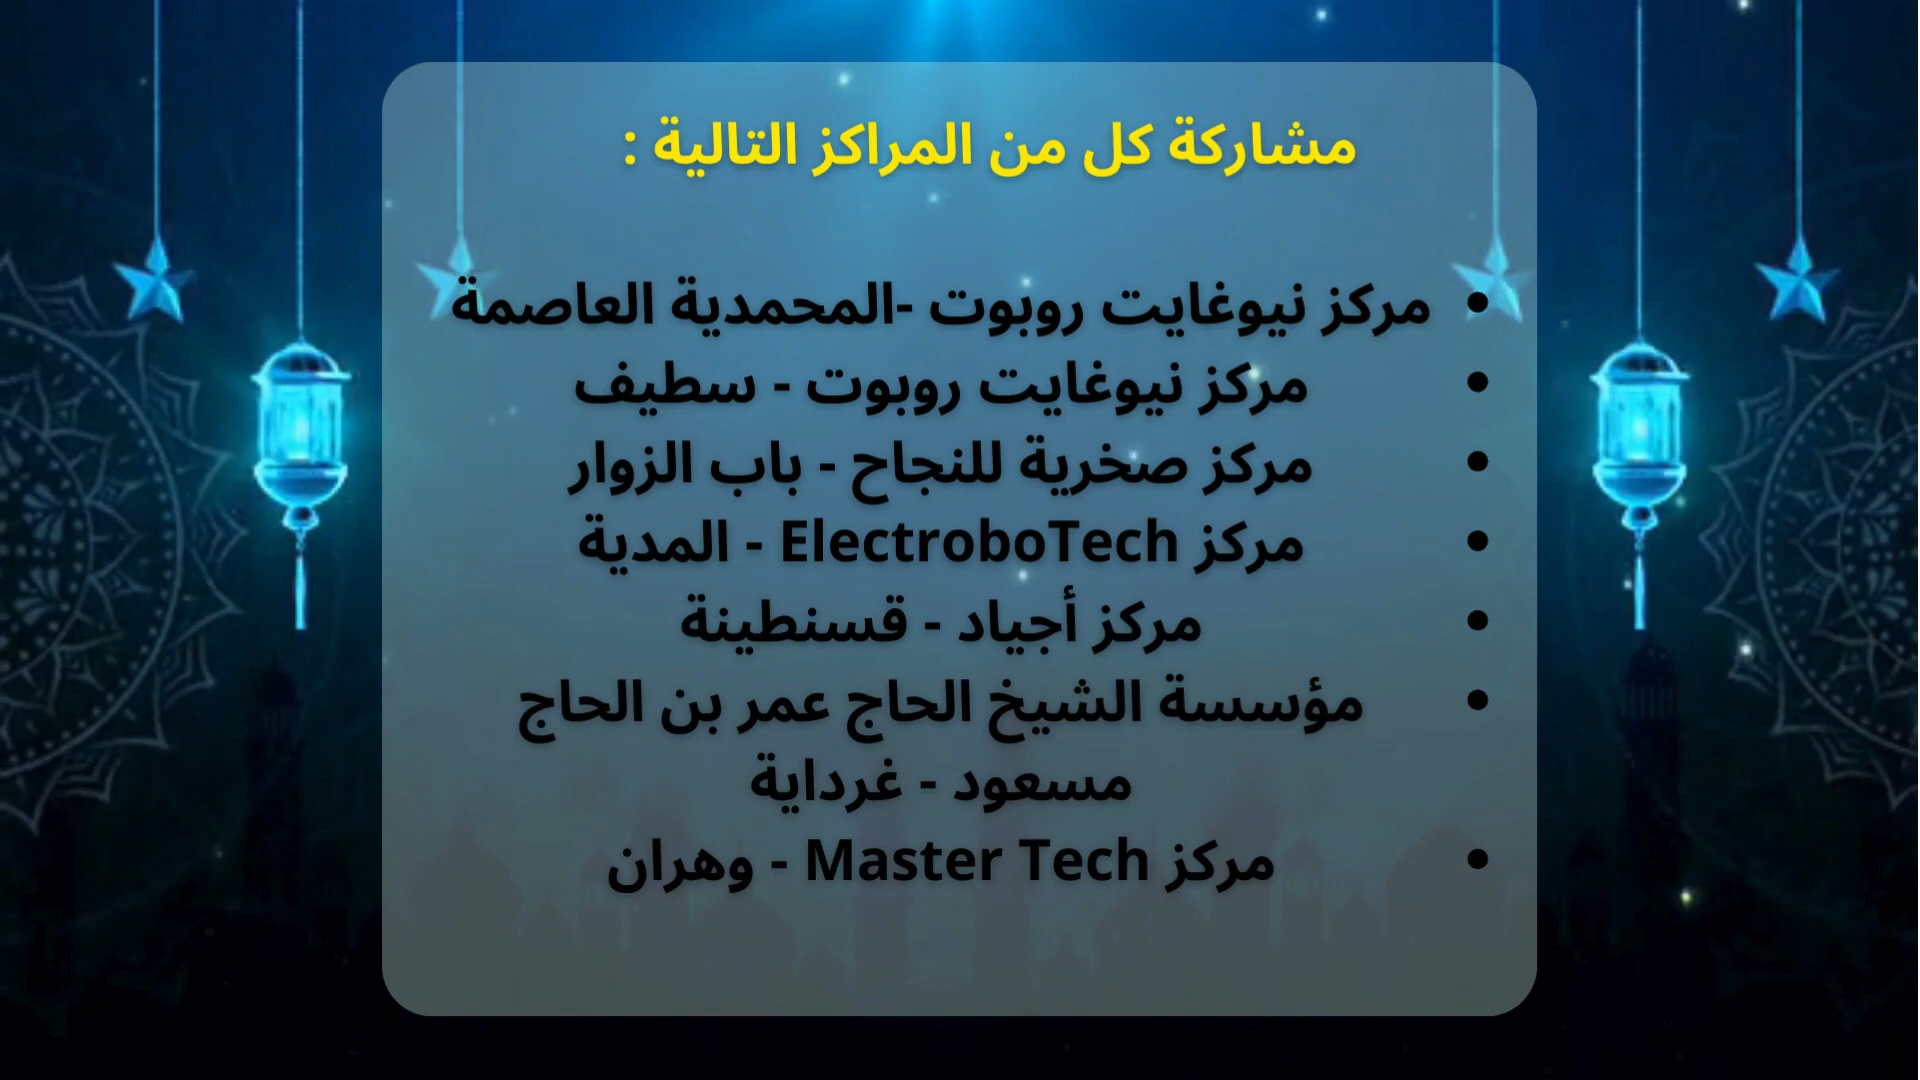 مشاركة كل من المراكز التالية :
• مركز نيوغايت روبوت -المحمدية العاصمة
• مركز نيوغايت روبوت - سطيف
• مركز صخرية للنجاح - باب الزوار
• مركز ElectroboTech - المدية
• مركز أجياد - قسنطينة
• مؤسسة الشيخ الحاج عمر بن الحاج
مسعود - غرداية
• مركز Master Tech - وهران